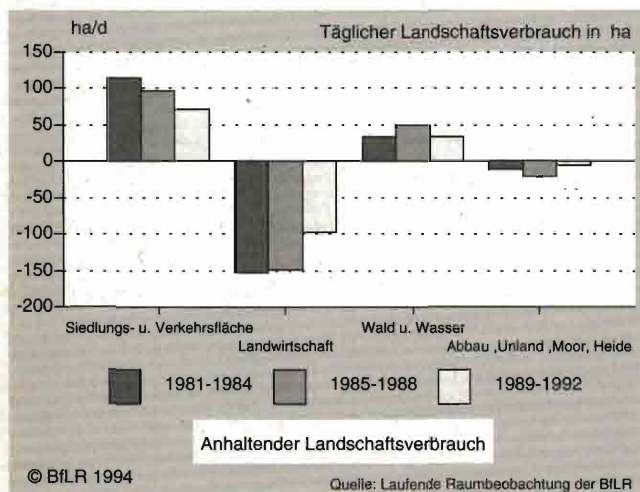 ha/d Täglicher Landschaftsverbrauch in ha
150
100
50
0
-50
-100
-150
-200
Siedlungs- u. Verkehrsfläche Wald u. Wasser
Landwirtschaft Abbau ,Unland ,Moor, Heide
1981-1984 1985-1988 1989-1992
Anhaltender Landschaftsverbrauch
© BfLR 1994 Quelle: Laufende Raumbeobachtung der BfLR